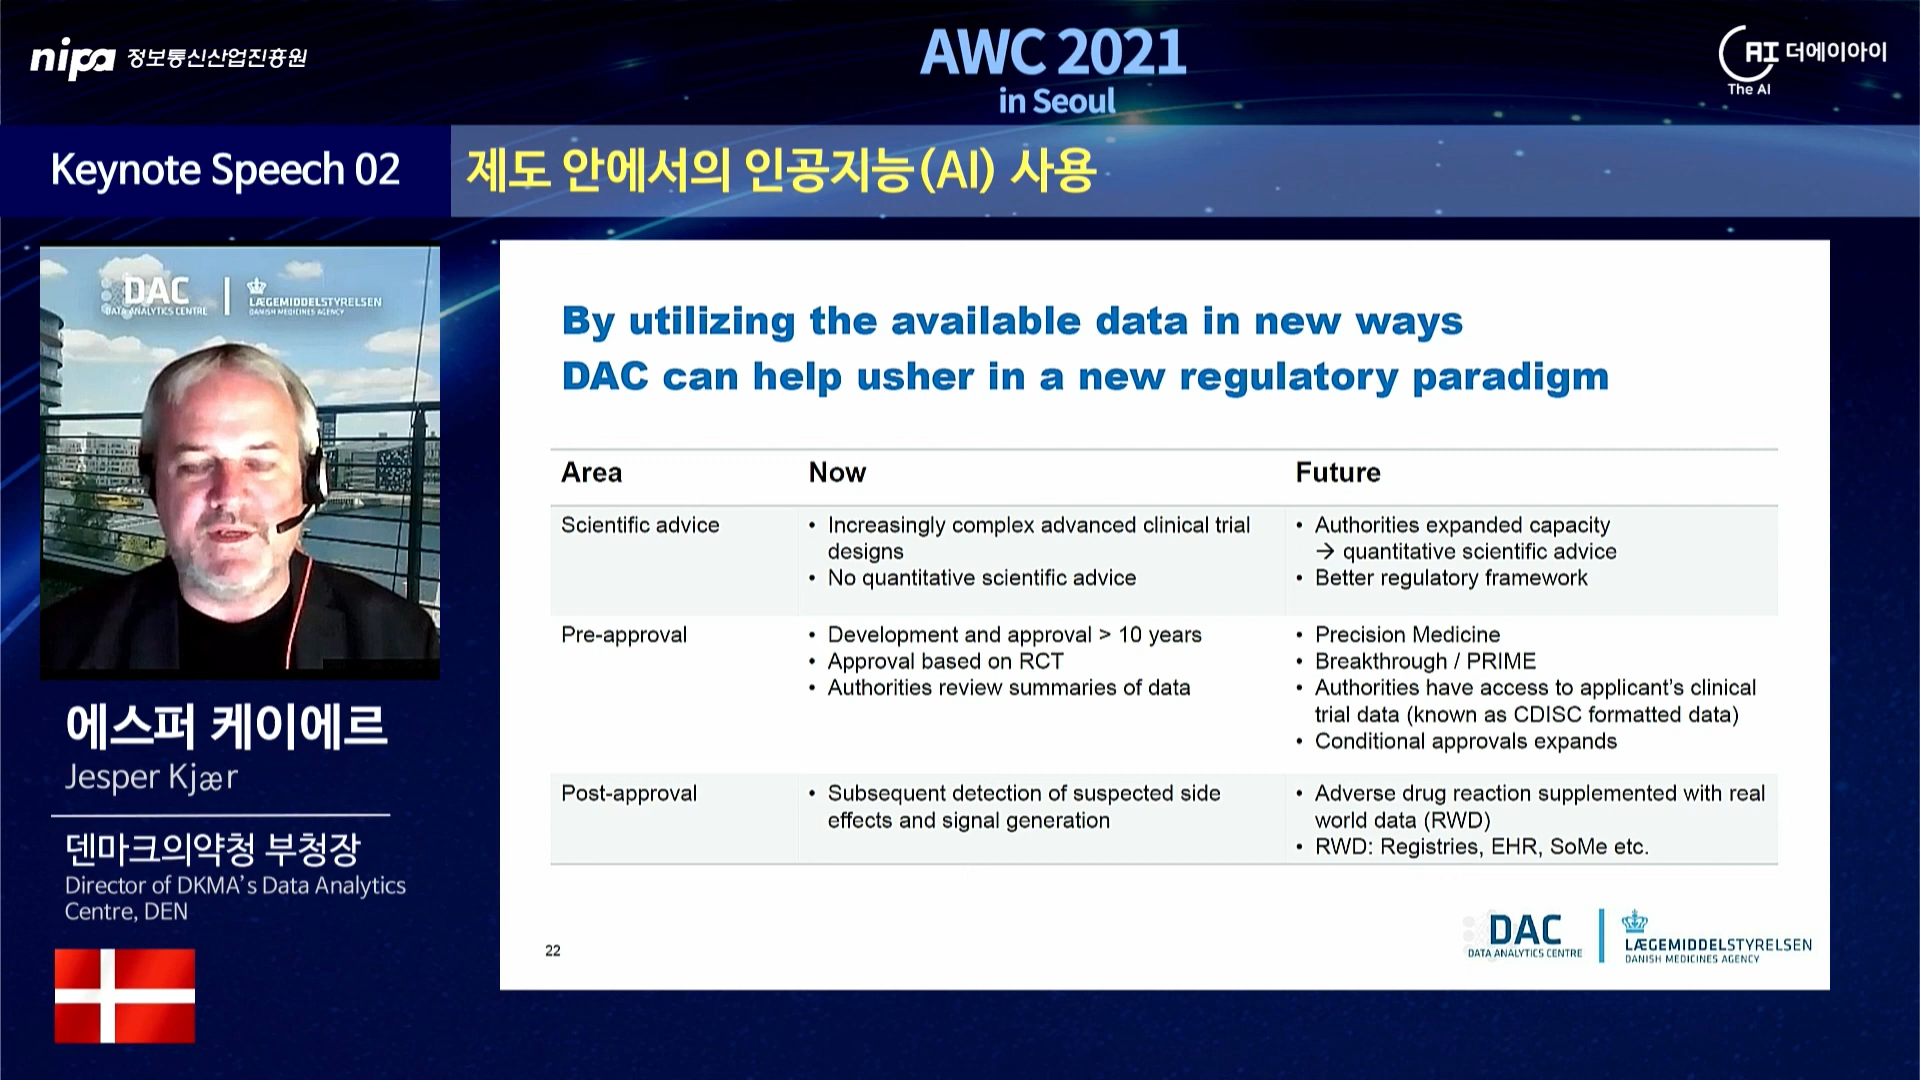 nipa 정보통신산업진흥원
AWC 2021
in Seoul
AI 더에이아이
The AI
Keynote Speech 02
제도 안에서의 인공지능(AI) 사용
DAC
DATA ANALYTICS CENTRE
LÆGEMIDDELSTYRELSEN
DANISH MEDICINES AGENCY
에스퍼 케이에르
Jesper Kjær
덴마크의약청 부청장
Director of DKMA's Data Analytics
Centre, DEN
By utilizing the available data in new ways
DAC can help usher in a new regulatory paradigm
Area Now Future
Scientific advice
• Increasingly complex advanced clinical trial
designs
• No quantitative scientific advice
• Authorities expanded capacity
→ quantitative scientific advice
• Better regulatory framework
Pre-approval
• Development and approval > 10 years
• Approval based on RCT
• Authorities review summaries of data
• Precision Medicine
• Breakthrough / PRIME
• Authorities have access to applicant's clinical
trial data (known as CDISC formatted data)
• Conditional approvals expands
Post-approval
• Subsequent detection of suspected side
effects and signal generation
• Adverse drug reaction supplemented with real
world data (RWD)
• RWD: Registries, EHR, SoMe etc.
22
DAC
DATA ANALYTICS CENTRE
LÆGEMIDDELSTYRELSEN
DANISH MEDICINES AGENCY